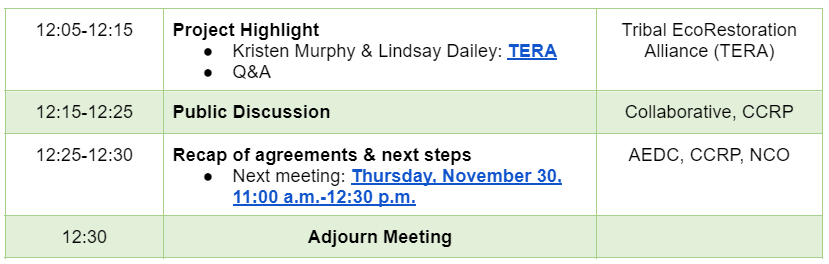 12:05-12:15 Project Highlight Tribal EcoRestoration
● Kristen Murphy & Lindsay Dailey: TERA Alliance (TERA)
● Q&A
12:15-12:25 Public Discussion Collaborative, CCRP
12:25-12:30 Recap of agreements & next steps AEDC, CCRP, NCO
● Next meeting: Thursday, November 30,
11:00 a.m.-12:30 p.m.
12:30 Adjourn Meeting